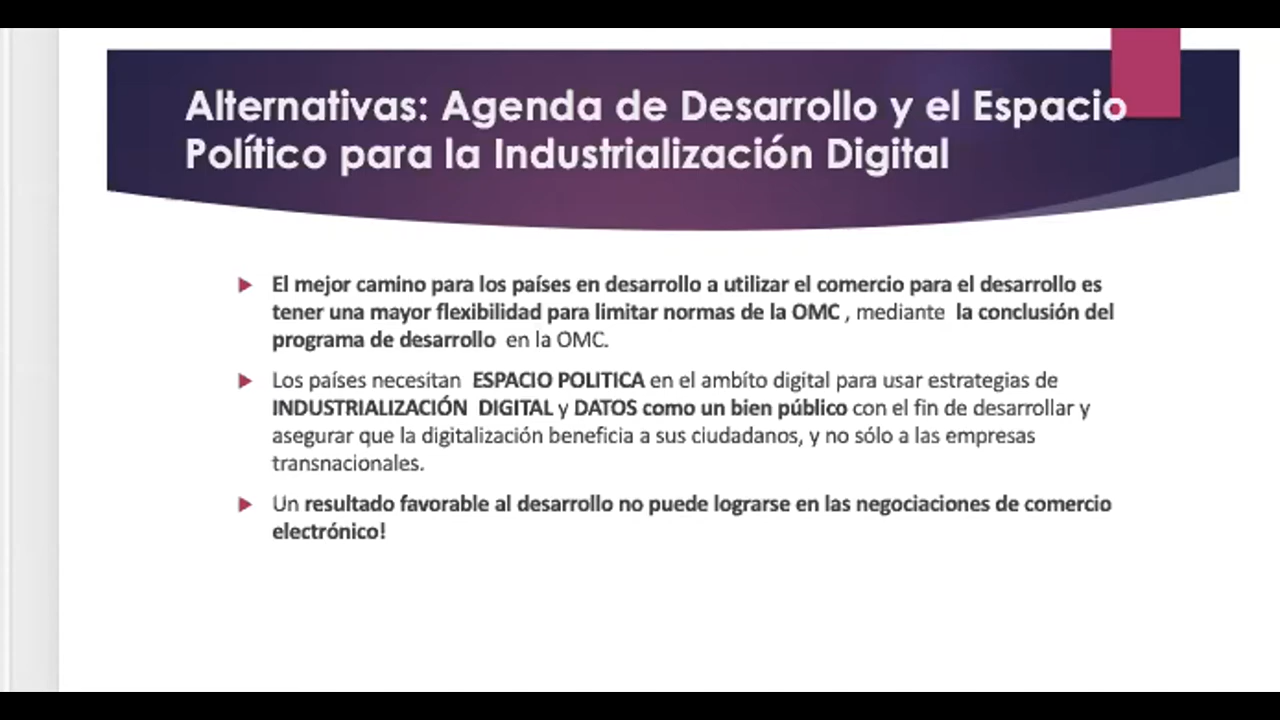 Alternativas: Agenda de Desarrollo y el Espacio
Político para la Industrialización Digital
El mejor camino para los países en desarrollo a utilizar el comercio para el desarrollo es
tener una mayor flexibilidad para limitar normas de la OMC , mediante la conclusión del
programa de desarrollo en la OMC.
Los países necesitan ESPACIO POLITICA en el ambíto digital para usar estrategias de
INDUSTRIALIZACIÓN DIGITAL y DATOS como un bien público con el fin de desarrollar y
asegurar que la digitalización beneficia a sus ciudadanos, y no sólo a las empresas
transnacionales.
Un resultado favorable al desarrollo no puede lograrse en las negociaciones de comercio
electrónico!